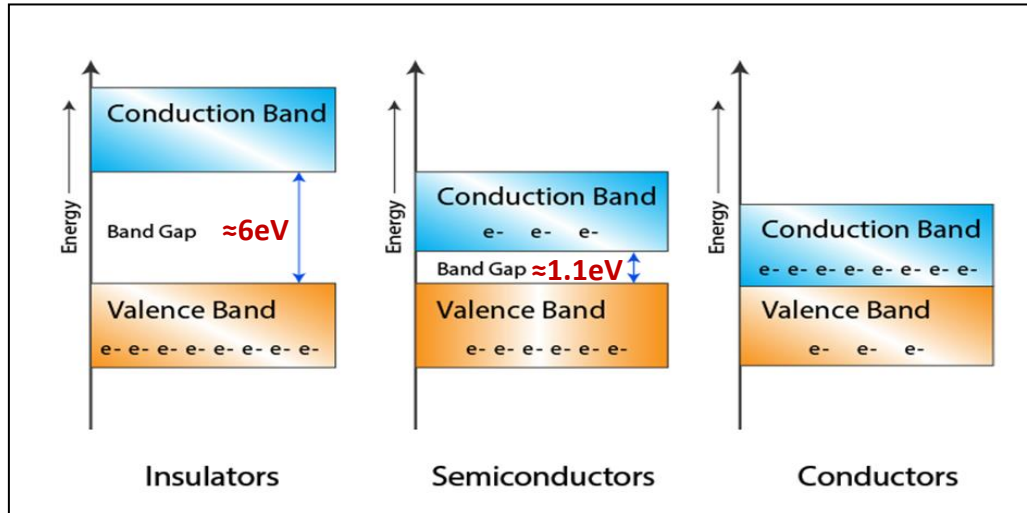 Energy
Conduction Band
Band Gap ≈6eV
Valence Band
e- e- e- e- e- e- e- e-
Insulators
Energy
Conduction Band
e- e- e-
Band Gap ≈1.1eV
Valence Band
e- e- e- e- e- e-
Semiconductors
Energy
Conduction Band
e- e- e- e- e- e- e- e-
Valence Band
e- e- e-
Conductors